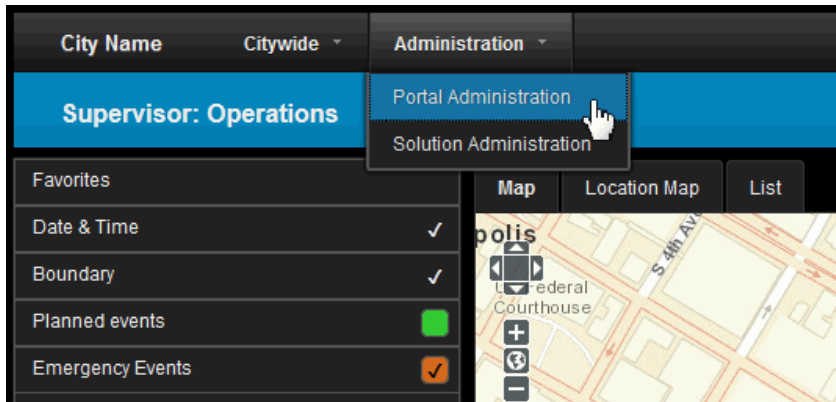 City Name Citywide Administration
Portal Administration
Supervisor: Operations
Solution Administration
Favorites
Map Location Map List
Date & Time
polis
S 4th Av
Boundary
Federal
Courthouse
Planned events
Emergency Events